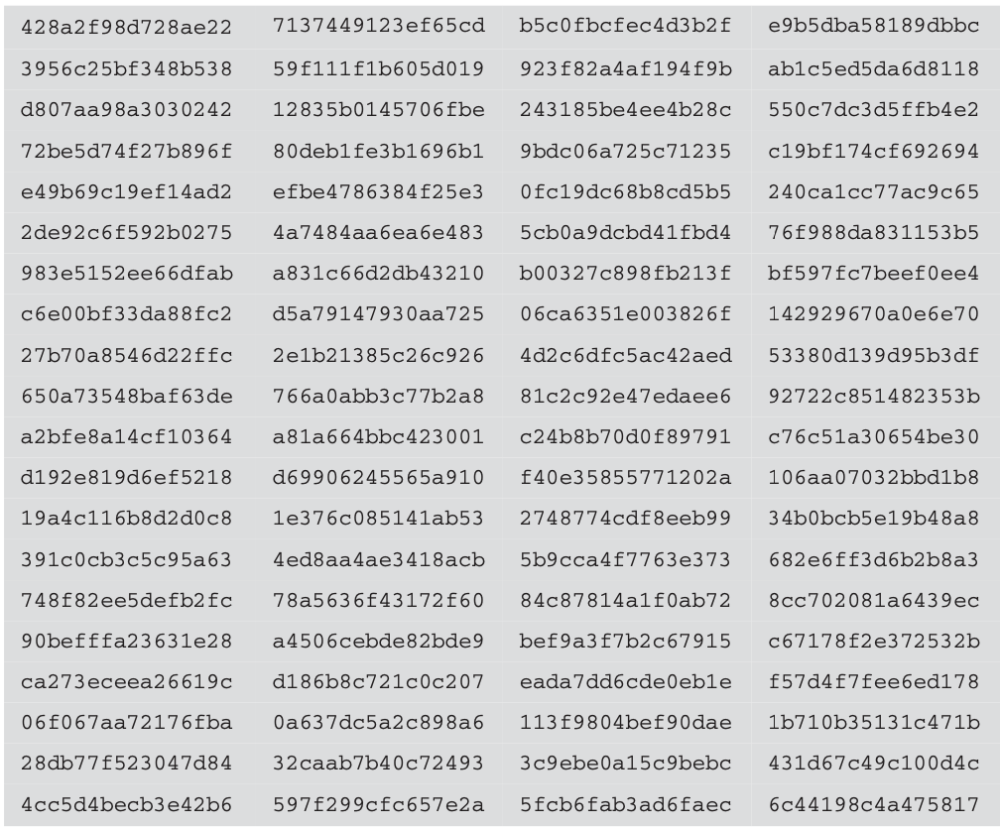 428a2f98d728ae22 7137449123ef65cd b5c0fbcfec4d3b2f e9b5dba58189dbbc
3956c25bf348b538 59f111f1b605d019 923f82a4af194f9b ab1c5ed5da6d8118
d807aa98a3030242 12835b0145706fbe 243185be4ee4b28c 550c7dc3d5ffb4e2
72be5d74f27b896f 80deb1fe3b1696b1 9bdc06a725c71235 c19bf174cf692694
e49b69c19ef14ad2 efbe4786384f25e3 0fc19dc68b8cd5b5 240ca1cc77ac9c65
2de92c6f592b0275 4a7484aa6ea6e483 5cb0a9dcbd41fbd4 76f988da831153b5
983e5152ee66dfab a831c66d2db43210 b00327c898fb213f bf597fc7beef0ee4
c6e00bf33da88fc2 d5a79147930aa725 06ca6351e003826f 142929670a0e6e70
27b70a8546d22ffc 2e1b21385c26c926 4d2c6dfc5ac42aed 53380d139d95b3df
650a73548baf63de 766a0abb3c77b2a8 81c2c92e47edaee6 92722c851482353b
a2bfe8a14cf10364 a81a664bbc423001 c24b8b70d0f89791 c76c51a30654be30
d192e819d6ef5218 d69906245565a910 f40e35855771202a 106aa07032bbd1b8
19a4c116b8d2d0c8 1e376c085141ab53 2748774cdf8eeb99 34b0bcb5e19b48a8
391c0cb3c5c95a63 4ed8aa4ae3418acb 5b9cca4f7763e373 682e6ff3d6b2b8a3
748f82ee5defb2fc 78a5636f43172f60 84c87814a1f0ab72 8cc702081a6439ec
90befffa23631e28 a4506cebde82bde9 bef9a3f7b2c67915 c67178f2e372532b
ca273eceea26619c d186b8c721c0c207 eada7dd6cde0eb1e f57d4f7fee6ed178
06f067aa72176fba 0a637dc5a2c898a6 113f9804bef90dae 1b710b35131c471b
28db77f523047d84 32caab7b40c72493 3c9ebe0a15c9bebc 431d67c49c100d4c
4cc5d4becb3e42b6 597f299cfc657e2a 5fcb6fab3ad6faec 6c44198c4a475817